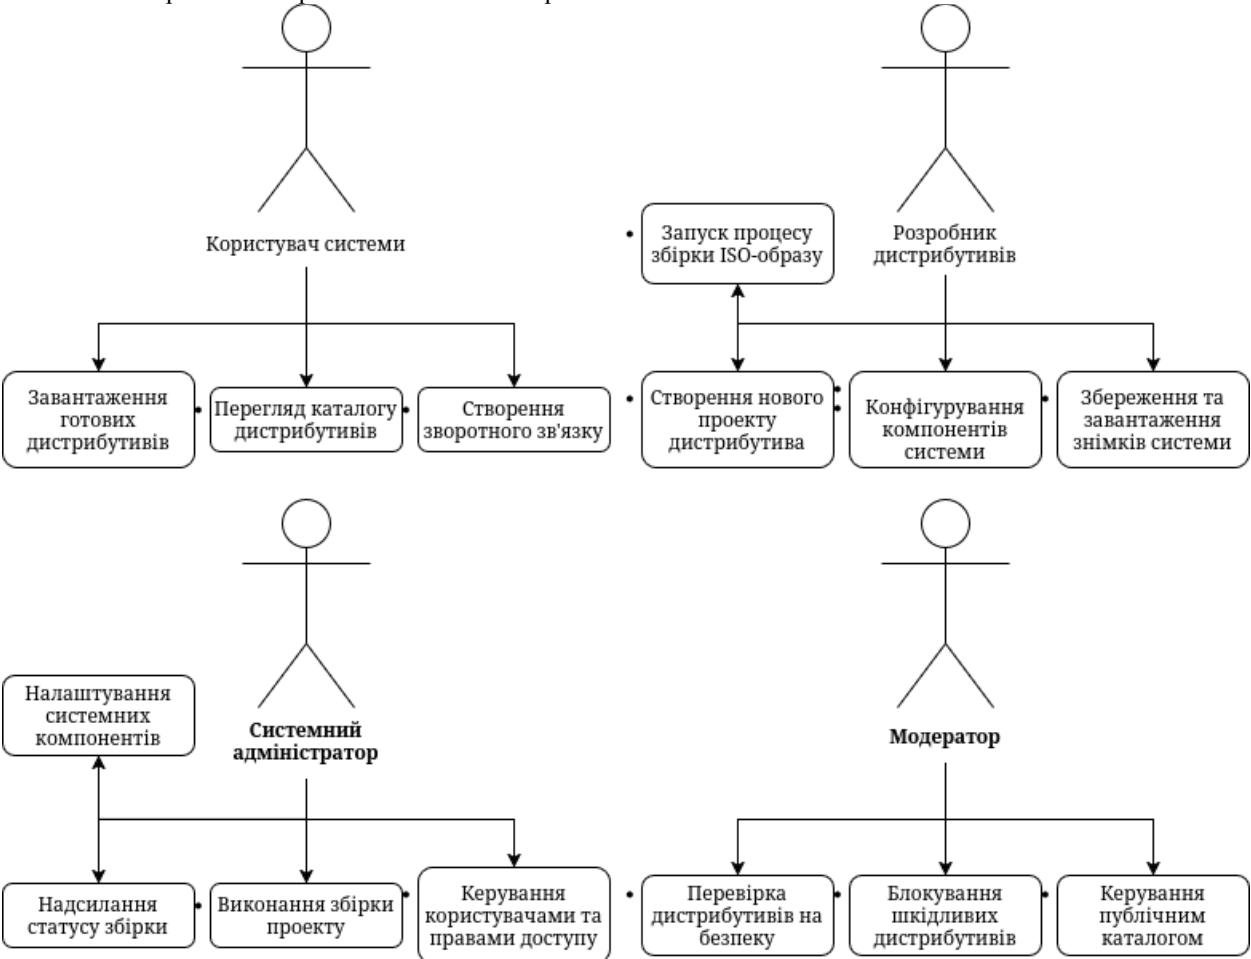 Користувач системи
Завантаження
готових
дистрибутивів
Перегляд каталогу
дистрибутивів
Створення
зворотного зв'язку
Розробник
дистрибутивів
Запуск процесу
збірки ISO-образу
Створення нового
проекту
дистрибутива
Конфігурування
компонентів
системи
Збереження та
завантаження
знімків системи
Системний
адміністратор
Налаштування
системних
компонентів
Надсилання
статусу збірки
Виконання збірки
проекту
Керування
користувачами та
правами доступу
Модератор
Перевірка
дистрибутивів на
безпеку
Блокування
шкідливих
дистрибутивів
Керування
публічним
каталогом